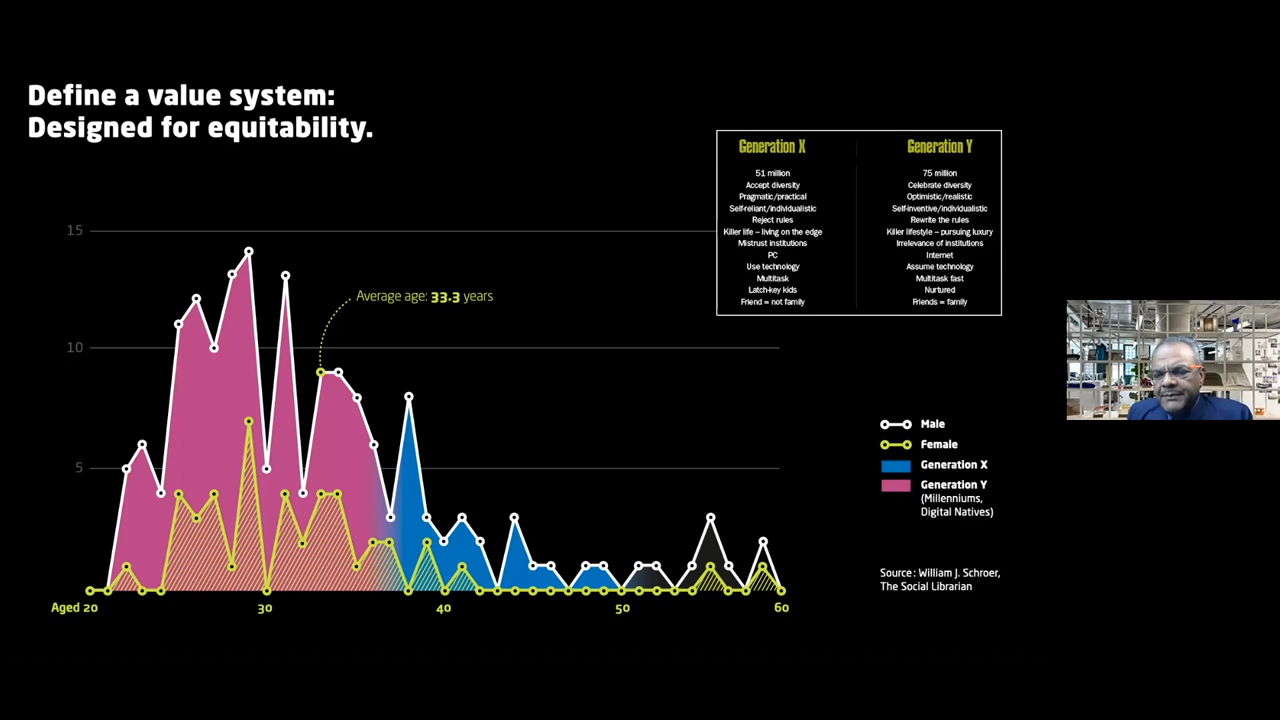 Define a value system:
Designed for equitability.
Generation X
51 million
Accept diversity
Pragmatic/practical
Self-reliant/individualistic
Reject rules
Killer life – living on the edge
Mistrust institutions
PC
Use technology
Multitask
Latch-key kids
Friend = not family
Generation Y
75 million
Celebrate diversity
Optimistic/realistic
Self-inventive/individualistic
Rewrite the rules
Killer lifestyle – pursuing luxury
Irrelevance of institutions
Internet
Assume technology
Multitask fast
Nurtured
Friends = family
15
10
5
Average age: 33.3 years
Aged 20
30
40
50
60
Male
Female
Generation X
Generation Y
(Millenniums,
Digital Natives)
Source: William J. Schroer,
The Social Librarian